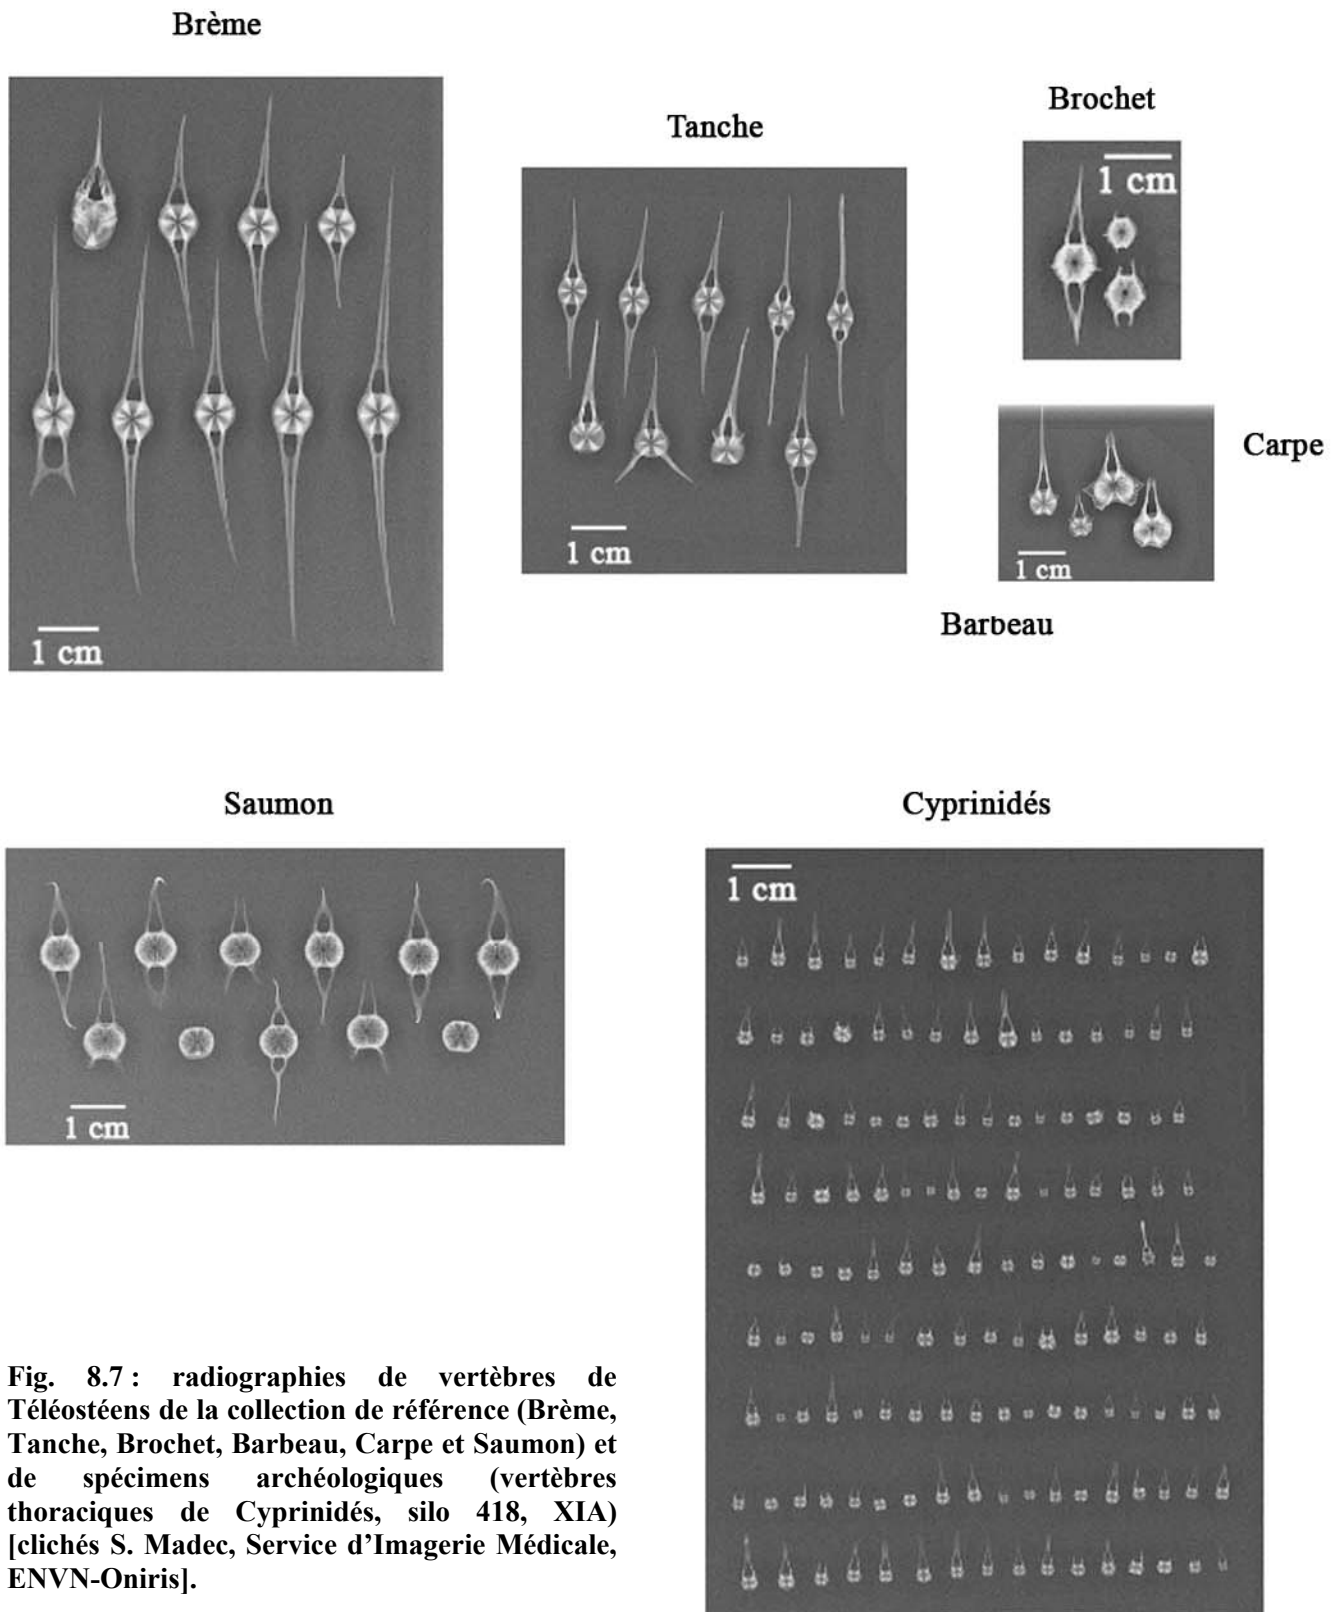 Brème
Tanche
Brochet
1 cm
Carpe
1 cm
1 cm
1 cm
Barbeau
Saumon
Cyprinidés
1 cm
1 cm
Fig. 8.7 : radiographies de vertèbres de
Téléostéens de la collection de référence (Brème,
Tanche, Brochet, Barbeau, Carpe et Saumon) et
de spécimens archéologiques (vertèbres
thoraciques de Cyprinidés, silo 418, XIA)
[clichés S. Madec, Service d’Imagerie Médicale,
ENVN-Oniris].